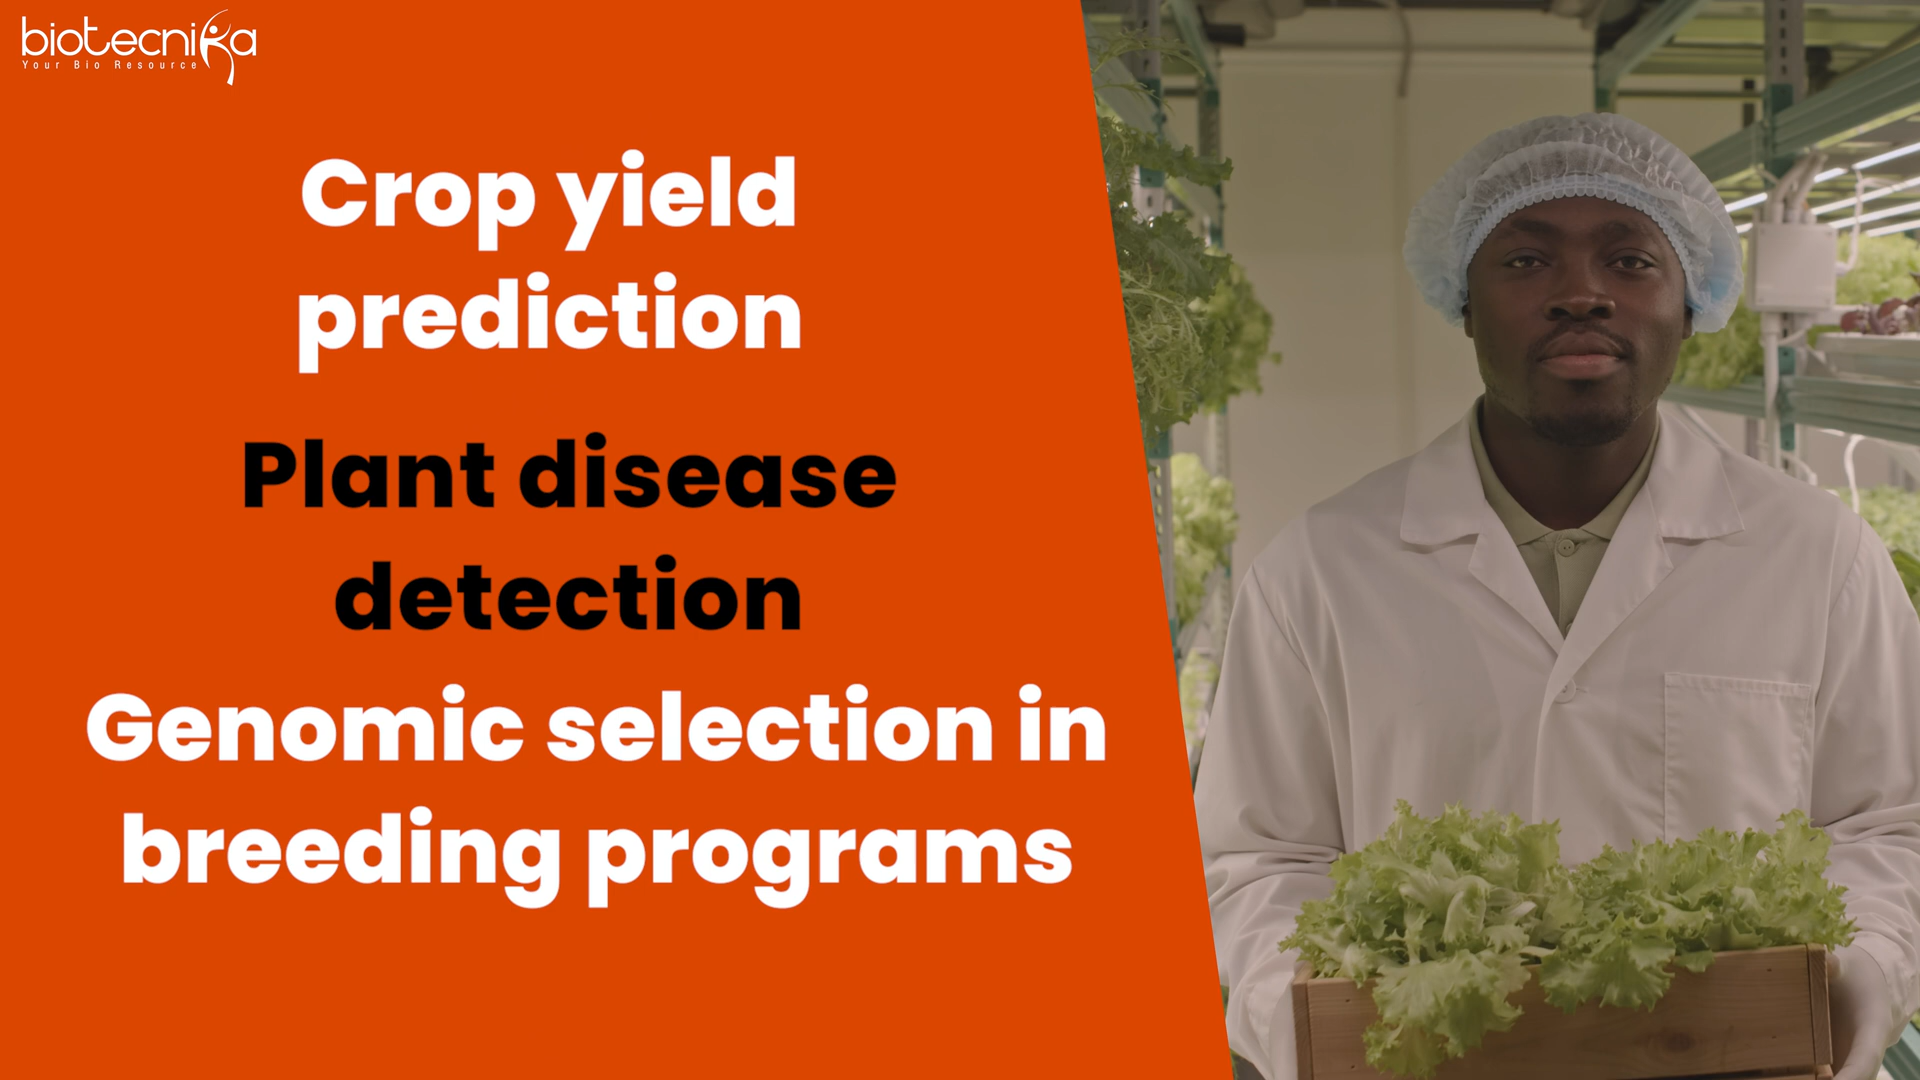 biotecnika
Your Bio Resource
Crop yield
prediction
Plant disease
detection
Genomic selection in
breeding programs